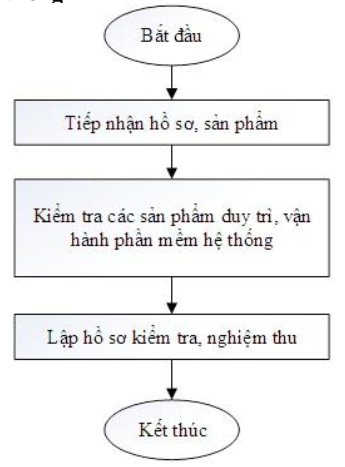 Bắt đầu
Tiếp nhận hồ sơ, sản phẩm
Kiểm tra các sản phẩm duy trì, vận
hành phần mềm hệ thống
Lập hồ sơ kiểm tra, nghiệm thu
Kết thúc